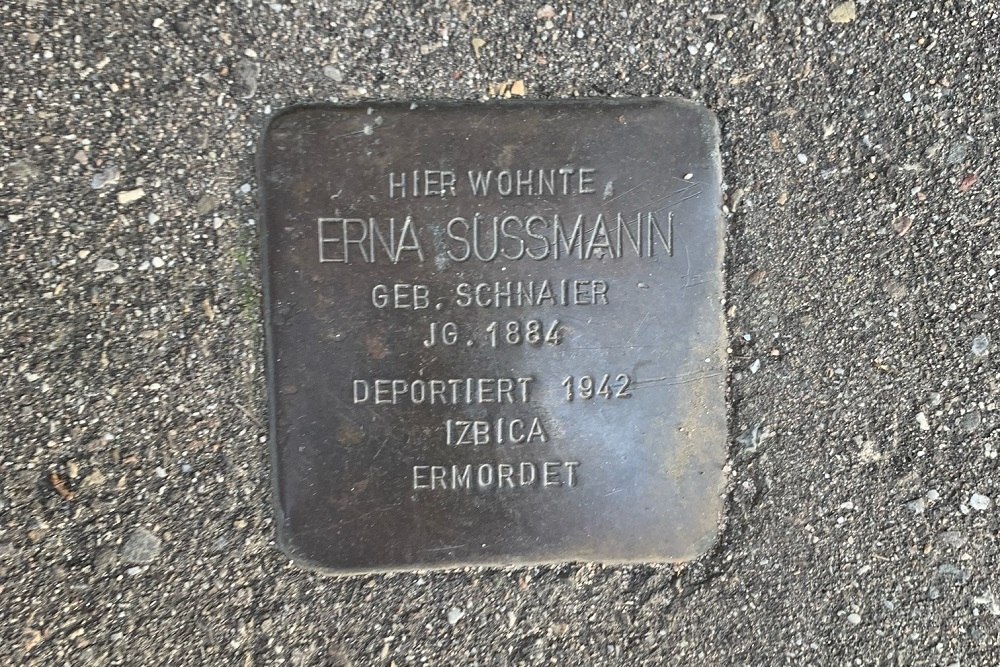 HIER WOHNTE
ERNA SUSSMANN
GEB. SCHNAIER
JG. 1884
DEPORTIERT 1942
IZBICA
ERMORDET